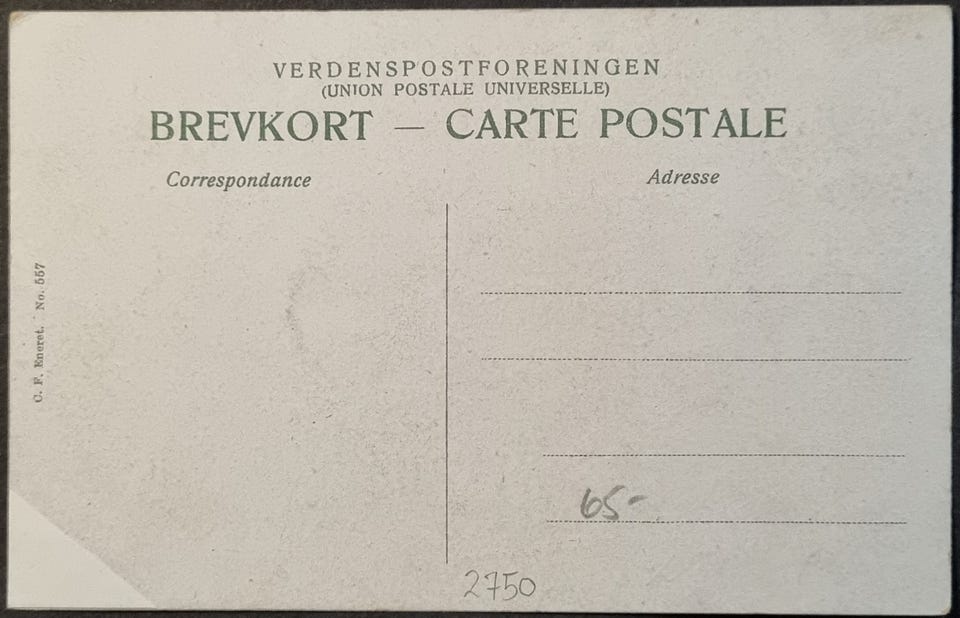 VERDENSPOSTFORENINGEN
(UNION POSTALE UNIVERSELLE)
BREVKORT — CARTE POSTALE
Correspondance
Adresse
C. F. Eneret. No. 557
65-
2750